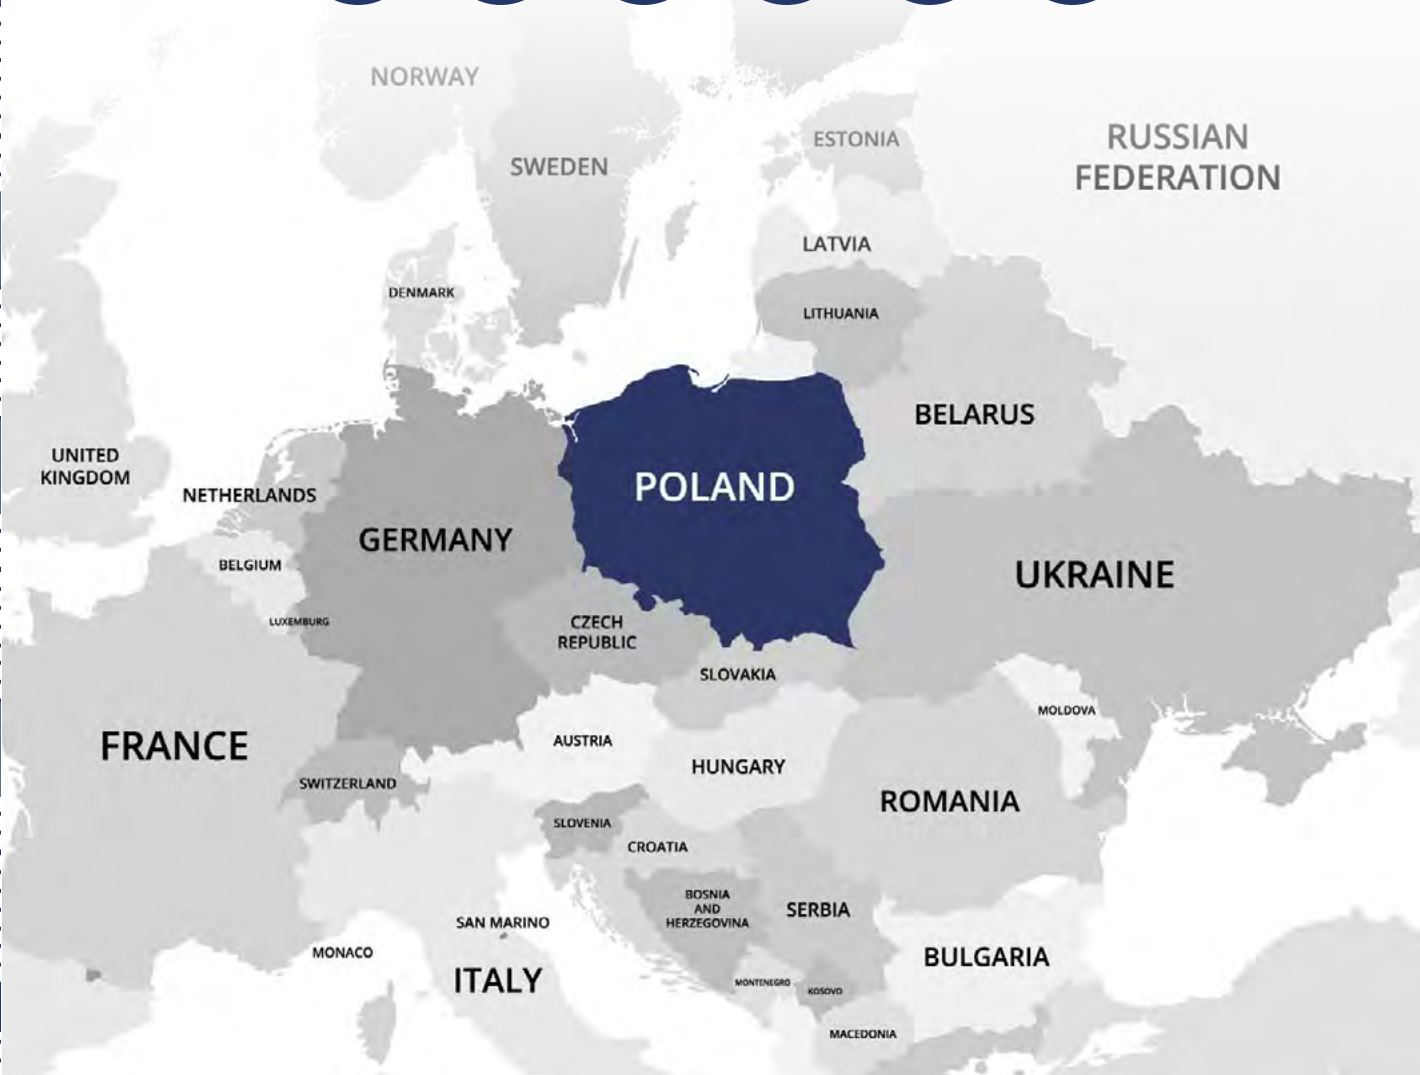 NORWAY
SWEDEN
ESTONIA
RUSSIAN
FEDERATION
LATVIA
DENMARK
LITHUANIA
BELARUS
UNITED
KINGDOM
NETHERLANDS
POLAND
GERMANY
BELGIUM
UKRAINE
LUXEMBURG
CZECH
REPUBLIC
SLOVAKIA
MOLDOVA
FRANCE
AUSTRIA
HUNGARY
SWITZERLAND
ROMANIA
SLOVENIA
CROATIA
BOSNIA
AND
HERZEGOVINA
SERBIA
SAN MARINO
MONACO
BULGARIA
ITALY
MONTENEGRO
KOSOVO
MACEDONIA